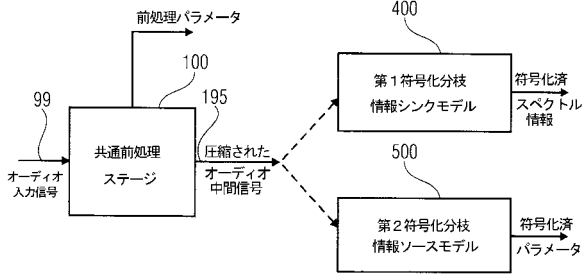 前処理パラメータ
100
195
99
共通前処理
ステージ
オーディオ
入力信号
圧縮された
オーディオ
中間信号
400
第1符号化分枝
情報シンクモデル
符号化済
スペクトル
情報
500
第2符号化分枝
情報ソースモデル
符号化済
パラメータ